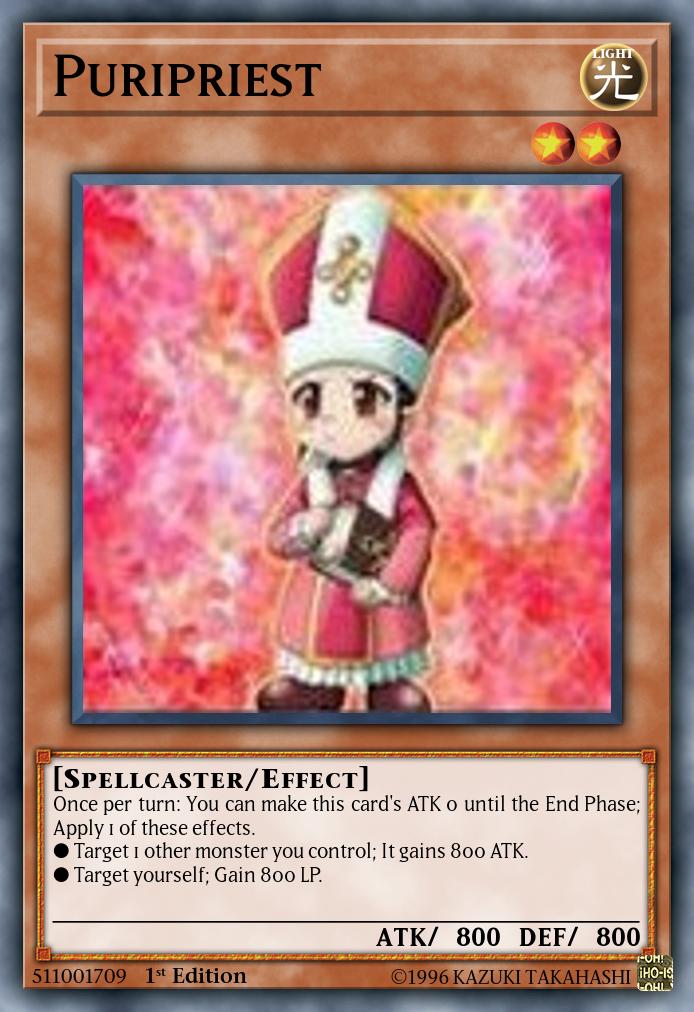 Puripriest
LIGHT
光
[Spellcaster/Effect]
Once per turn: You can make this card's ATK 0 until the End Phase;
Apply 1 of these effects.
● Target 1 other monster you control; It gains 800 ATK.
● Target yourself; Gain 800 LP.
ATK/ 800 DEF/ 800
511001709 1st Edition ©1996 KAZUKI TAKAHASHI